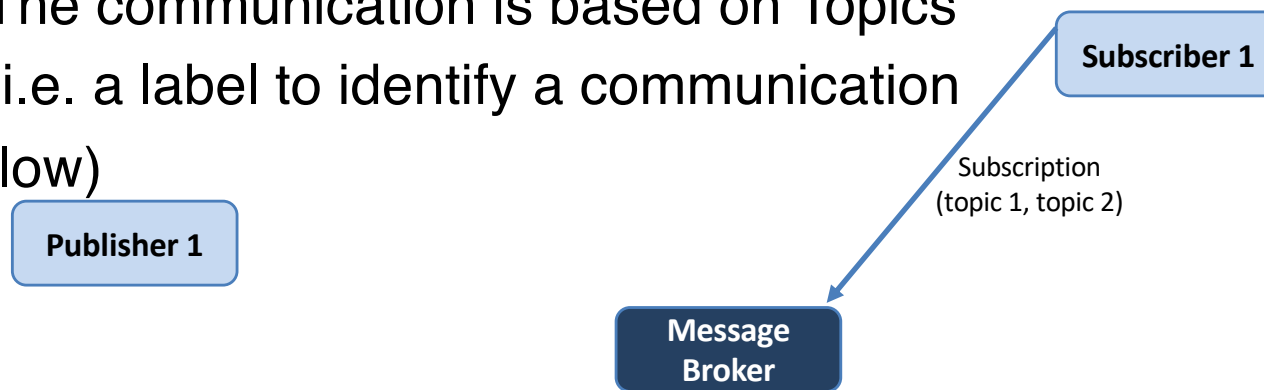 The communication is based on Topics
i.e. a label to identify a communication
low)
Subscriber 1
Subscription
(topic 1, topic 2)
Publisher 1
Message
Broker